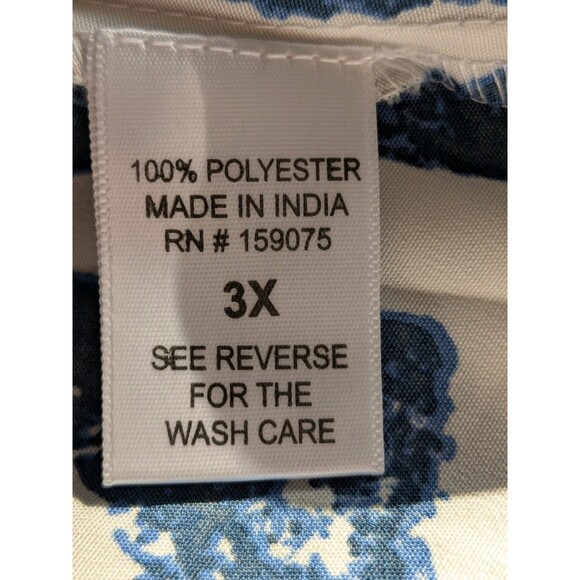 100% POLYESTER
MADE IN INDIA
RN # 159075
3X
SEE REVERSE
FOR THE
WASH CARE